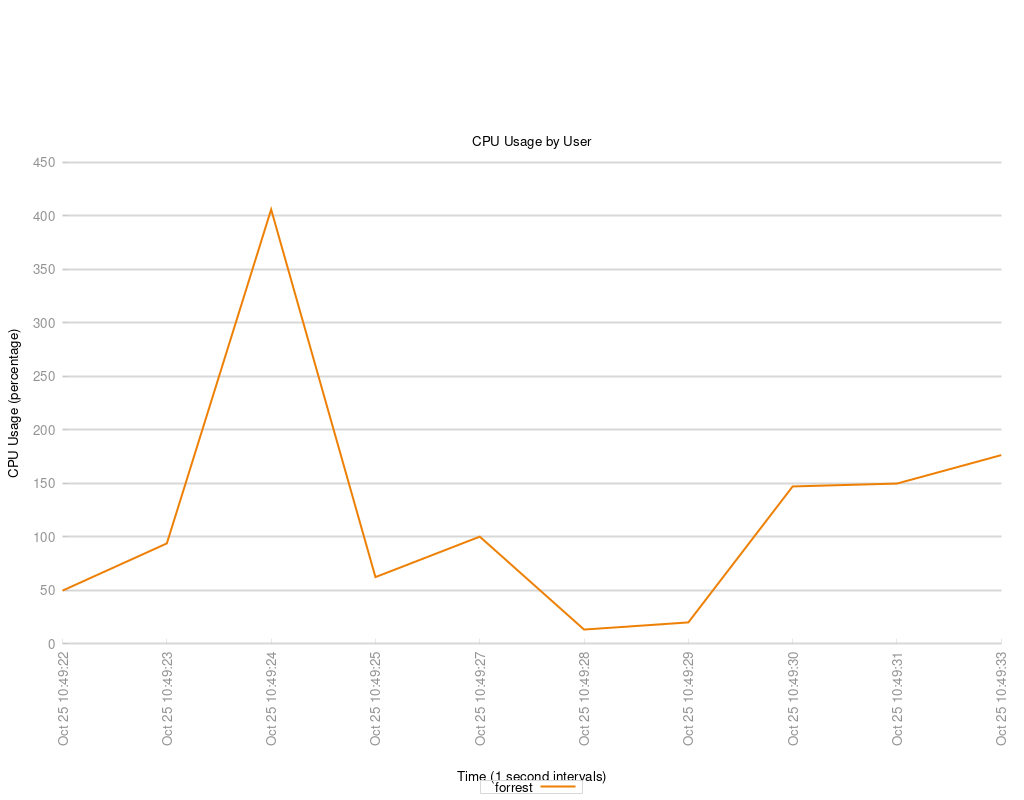 CPU Usage by User
450
400
350
300
250
200
150
100
50
0
CPU Usage (percentage)
Oct 25 10:49:22
Oct 25 10:49:23
Oct 25 10:49:24
Oct 25 10:49:25
Oct 25 10:49:27
Oct 25 10:49:28
Oct 25 10:49:29
Oct 25 10:49:30
Oct 25 10:49:31
Oct 25 10:49:33
Time (1 second intervals)
forrest